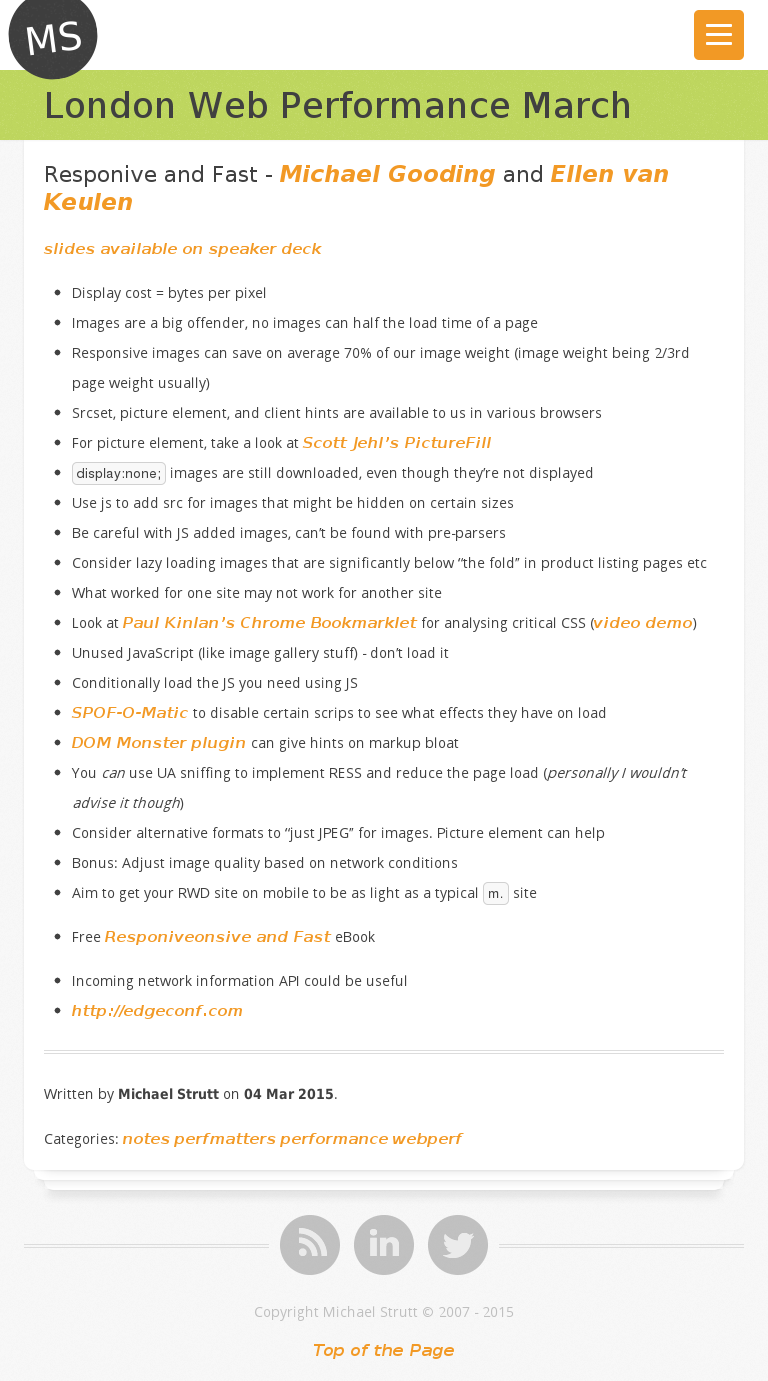 MS
London Web Performance March
Responive and Fast - Michael Gooding and Ellen van
Keulen
slides available on speaker deck
Display cost = bytes per pixel
Images are a big offender, no images can half the load time of a page
Responsive images can save on average 70% of our image weight (image weight being 2/3rd
page weight usually)
Srcset, picture element, and client hints are available to us in various browsers
For picture element, take a look at Scott Jehl’s PictureFill
display:none; images are still downloaded, even though they’re not displayed
Use js to add src for images that might be hidden on certain sizes
Be careful with JS added images, can’t be found with pre-parsers
Consider lazy loading images that are significantly below “the fold” in product listing pages etc
What worked for one site may not work for another site
Look at Paul Kinlan’s Chrome Bookmarklet for analysing critical CSS (video demo)
Unused JavaScript (like image gallery stuff) - don’t load it
Conditionally load the JS you need using JS
SPOF-O-Matic to disable certain scrips to see what effects they have on load
DOM Monster plugin can give hints on markup bloat
You can use UA sniffing to implement RESS and reduce the page load (personally I wouldn’t
advise it though)
Consider alternative formats to “just JPEG” for images. Picture element can help
Bonus: Adjust image quality based on network conditions
Aim to get your RWD site on mobile to be as light as a typical m. site
Free Responiveonsive and Fast eBook
Incoming network information API could be useful
http://edgeconf.com
Written by Michael Strutt on 04 Mar 2015.
Categories: notes perfmatters performance webperf
Copyright Michael Strutt © 2007 - 2015
Top of the Page